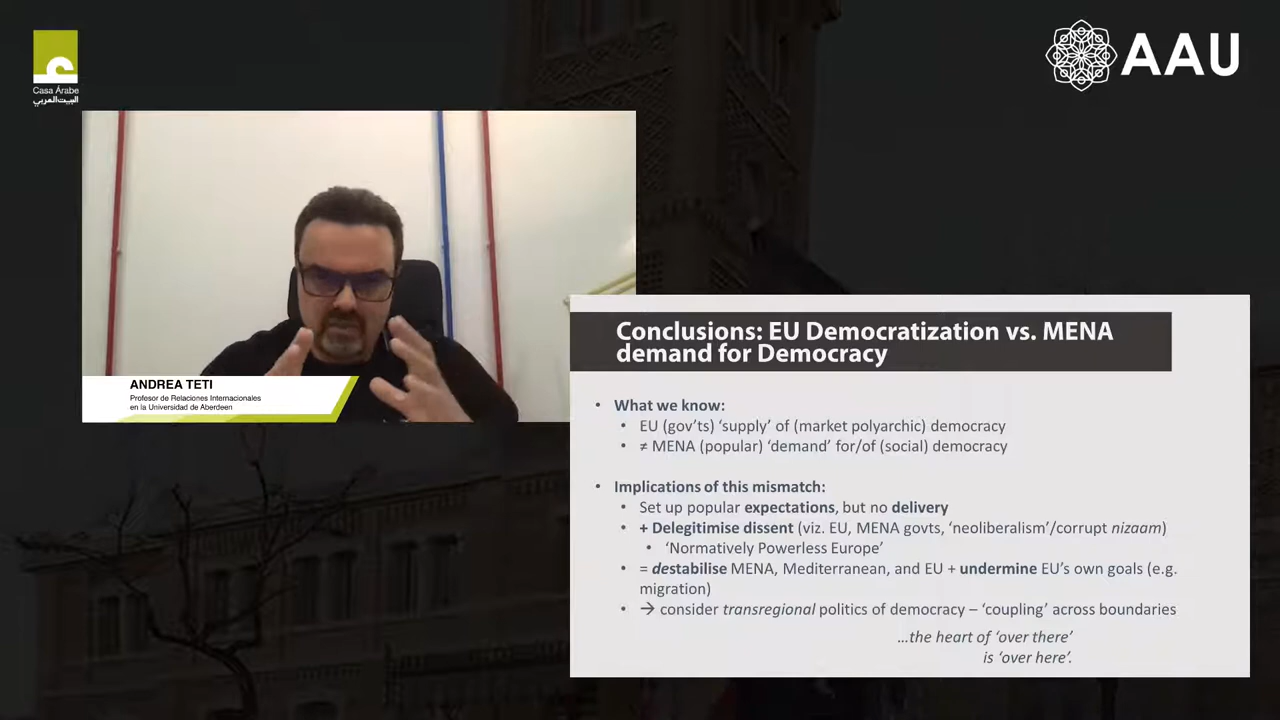 Casa Árabe
البيت العربي
AAU
ANDREA TETI
Profesor de Relaciones Internacionales
en la Universidad de Aberdeen
Conclusions: EU Democratization vs. MENA
demand for Democracy
• What we know:
• EU (gov’ts) ‘supply’ of (market polyarchic) democracy
• ≠ MENA (popular) ‘demand’ for/of (social) democracy
• Implications of this mismatch:
• Set up popular expectations, but no delivery
• + Delegitimise dissent (viz. EU, MENA govts, ‘neoliberalism’/corrupt nizaam)
• ‘Normatively Powerless Europe’
• = destabilise MENA, Mediterranean, and EU + undermine EU’s own goals (e.g.
migration)
• → consider transregional politics of democracy – ‘coupling’ across boundaries
…the heart of ‘over there’
is ‘over here’.